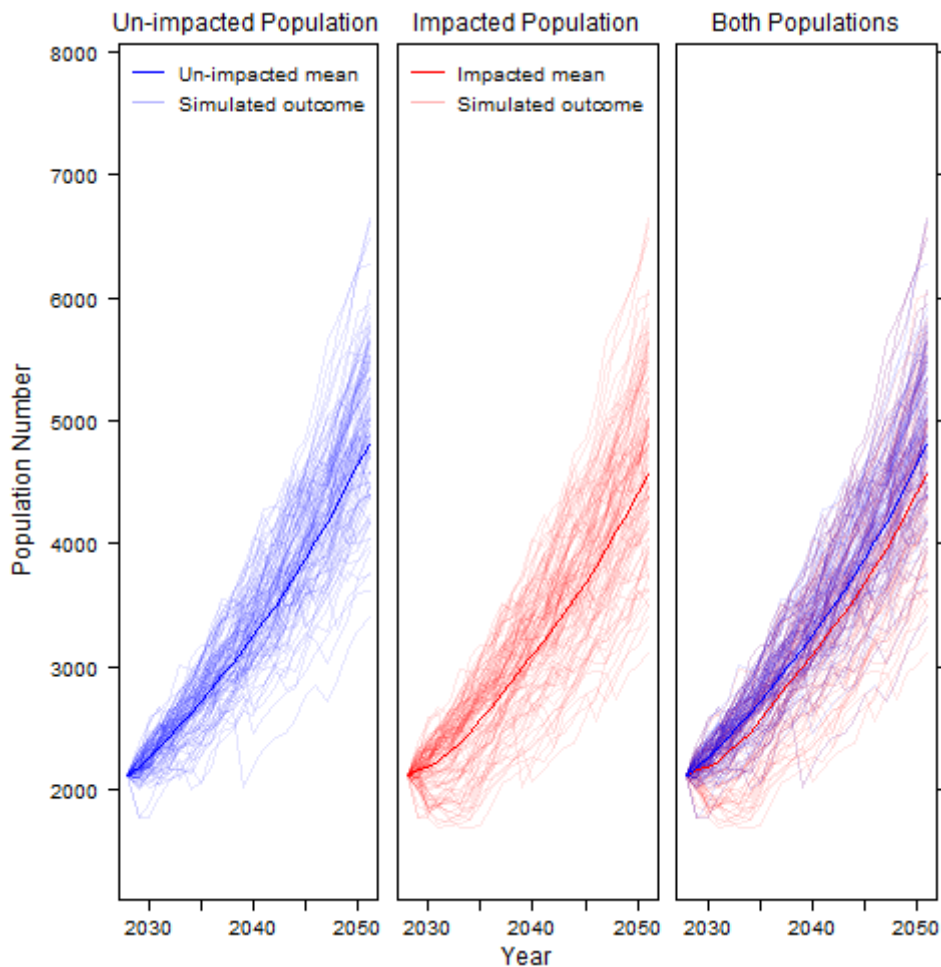 Un-impacted Population
Impacted Population
Both Populations
Un-impacted mean
Simulated outcome
Impacted mean
Simulated outcome
8000
7000
6000
5000
4000
3000
2000
Population Number
2030
2040
2050
2030
2040
2050
2030
2040
2050
Year